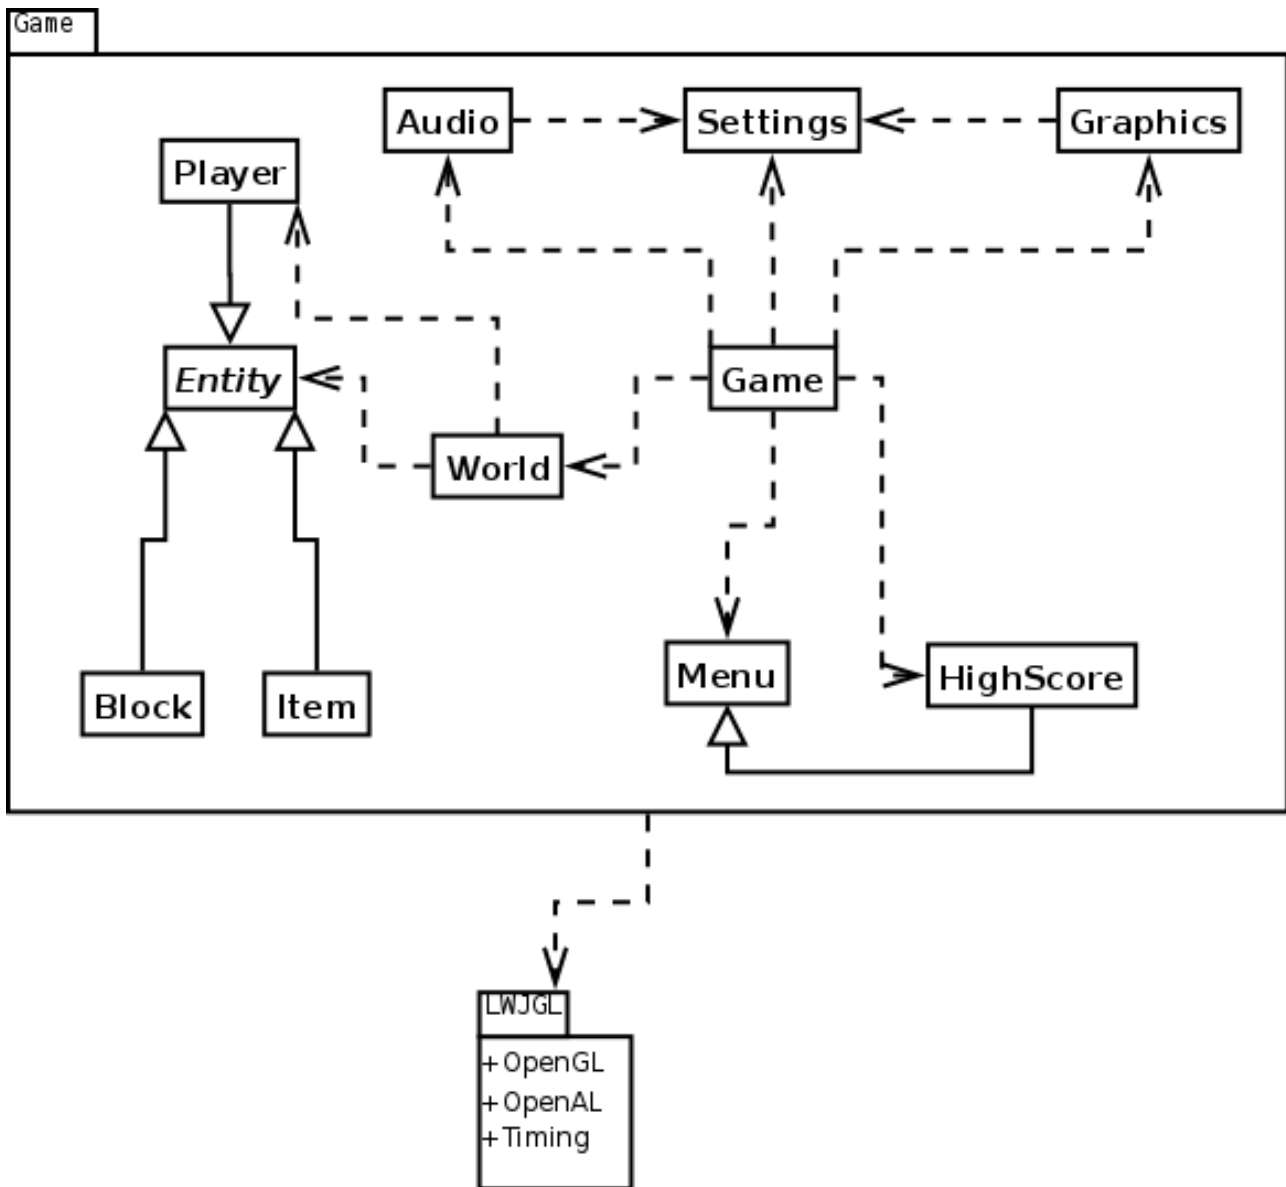 Game
Audio
Settings
Graphics
Player
Entity
Game
World
Menu
HighScore
Block
Item
LWJGL
+OpenGL
+OpenAL
+Timing